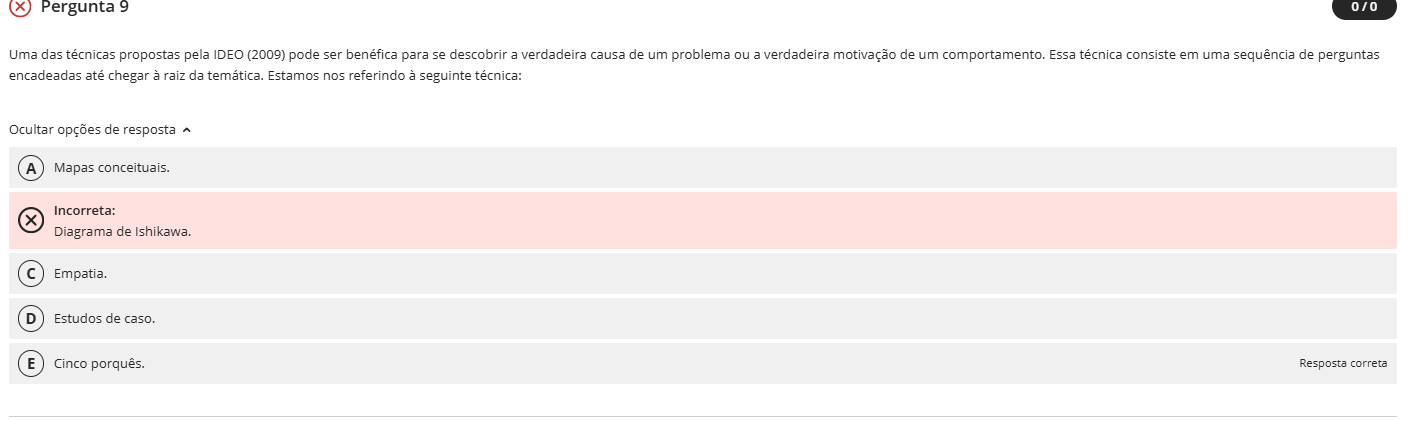 Pergunta 9
0 / 0
Uma das técnicas propostas pela IDEO (2009) pode ser benéfica para se descobrir a verdadeira causa de um problema ou a verdadeira motivação de um comportamento. Essa técnica consiste em uma sequência de perguntas
encadeadas até chegar à raiz da temática. Estamos nos referindo à seguinte técnica:
Ocultar opções de resposta
A Mapas conceituais.
Incorreta:
Diagrama de Ishikawa.
C Empatia.
D Estudos de caso.
E Cinco porquês. Resposta correta